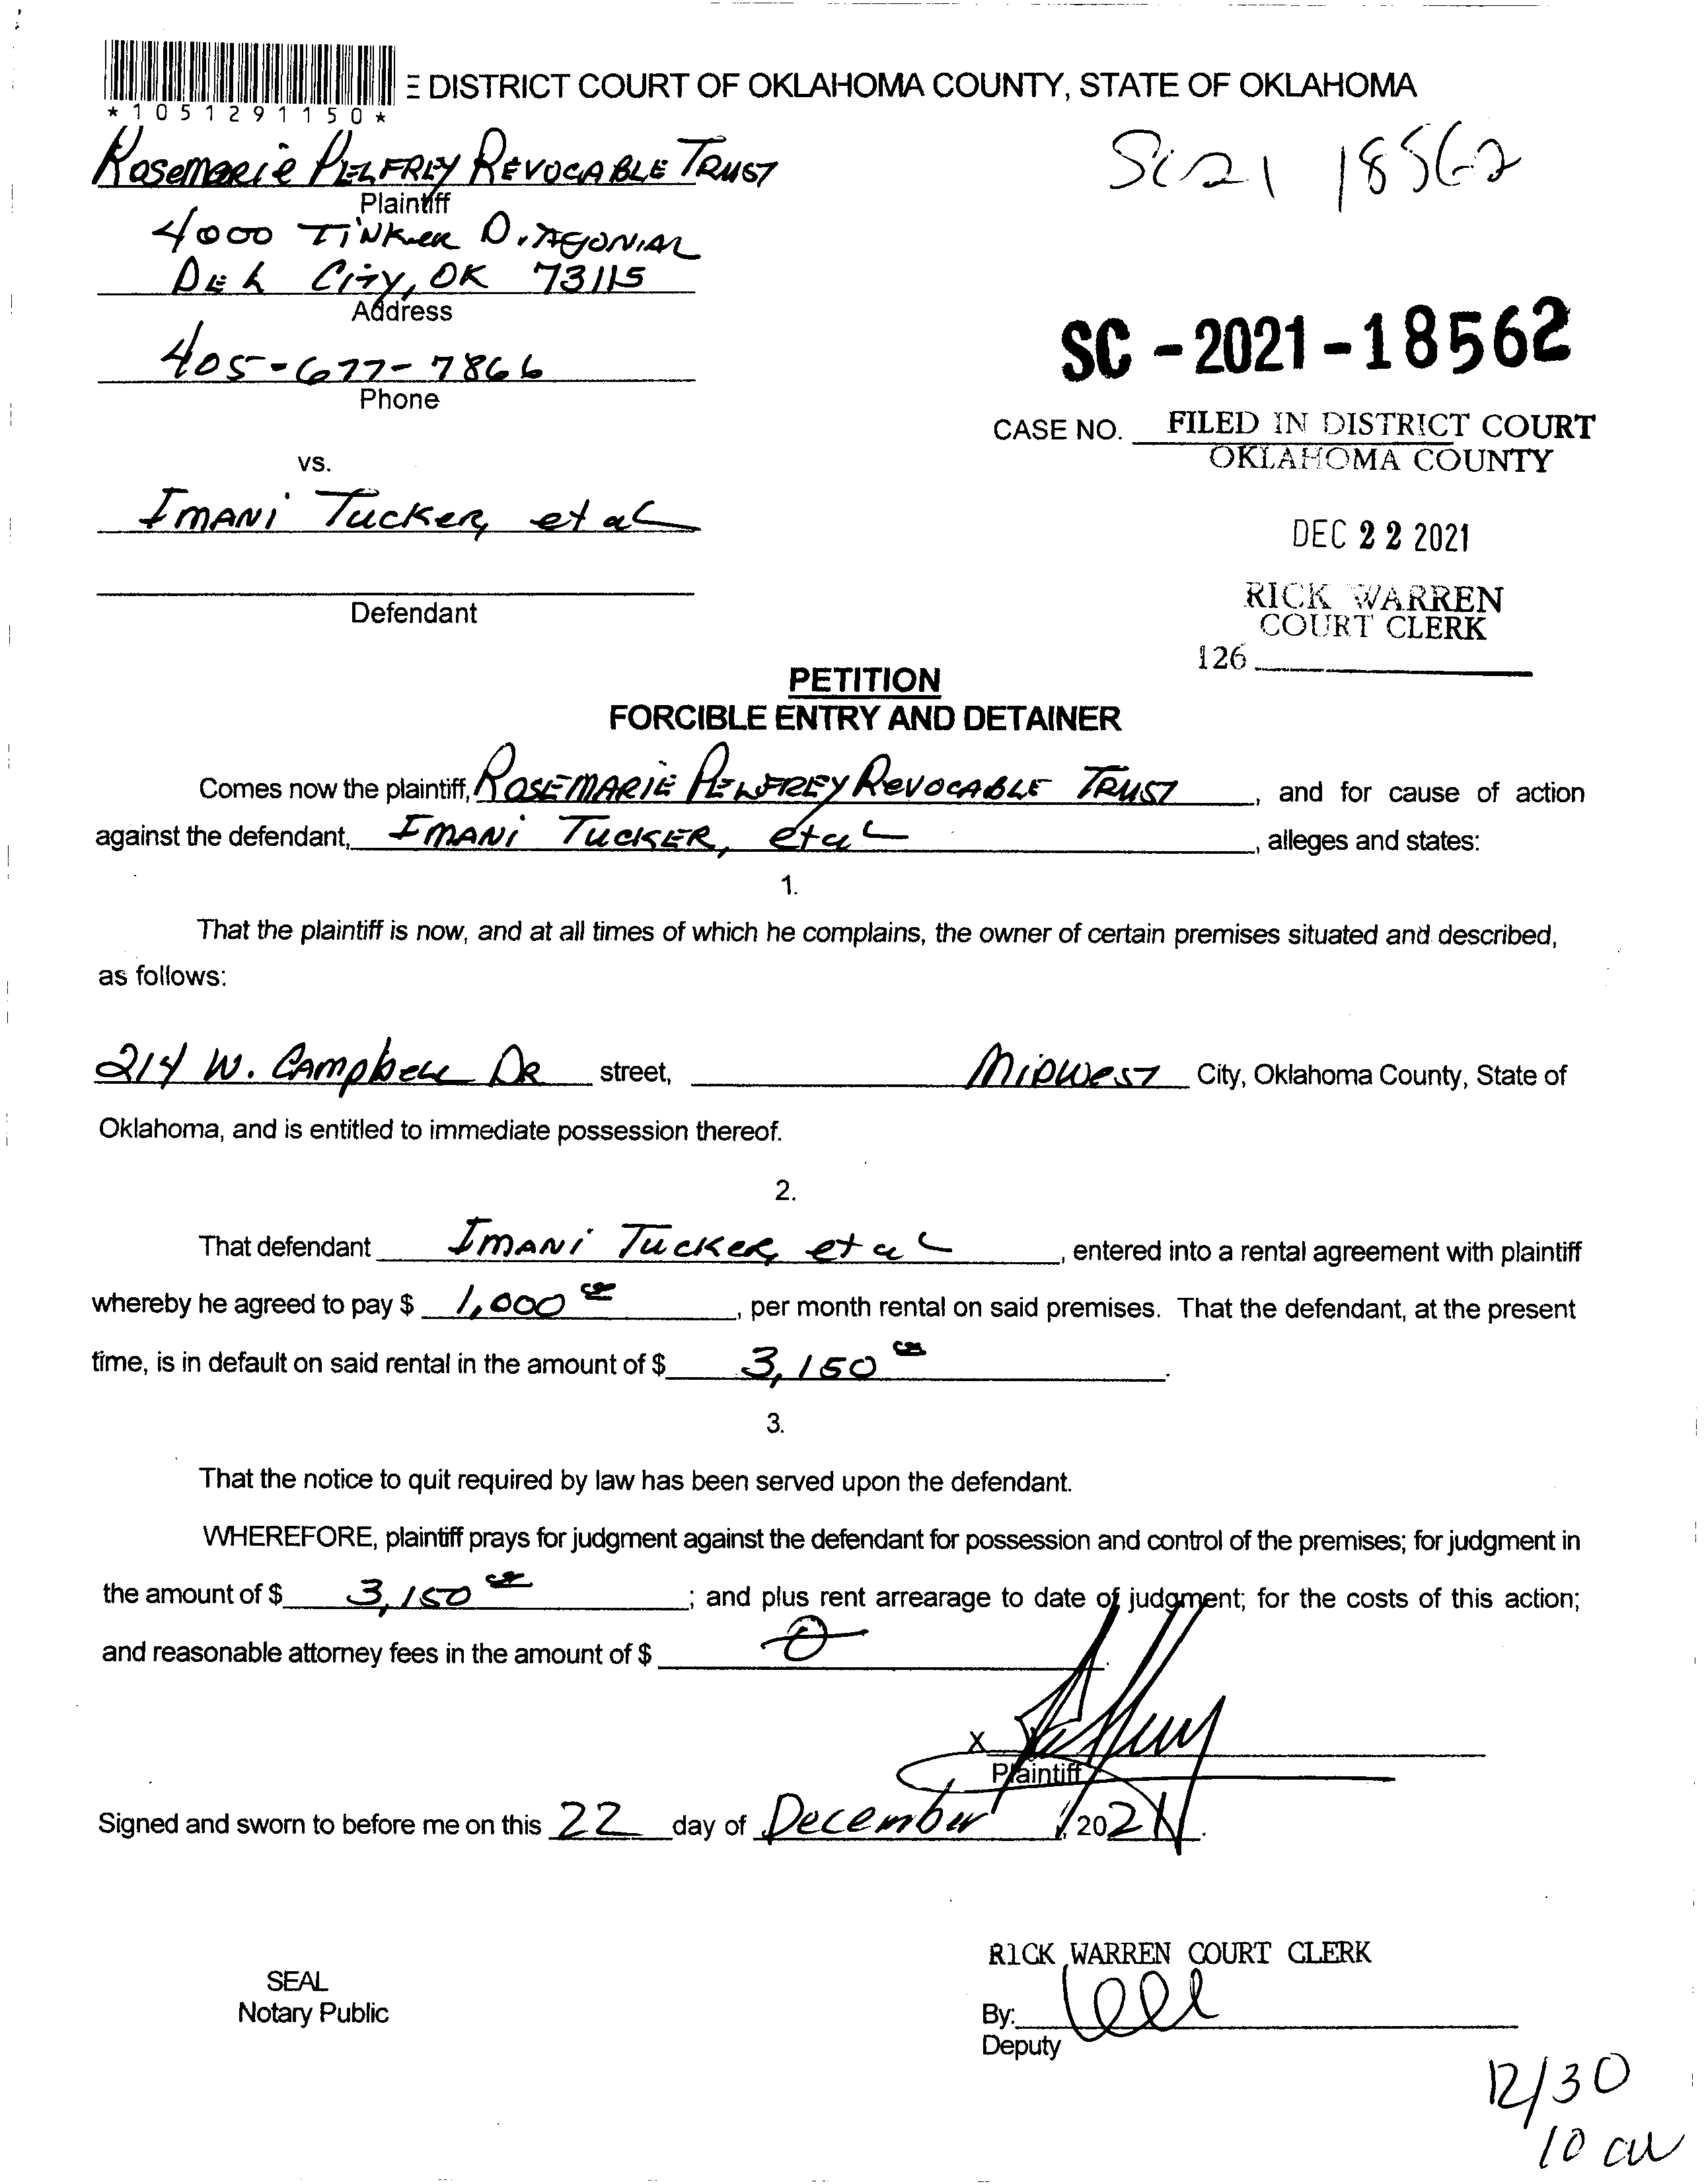 *1051291150*
E DISTRICT COURT OF OKLAHOMA COUNTY, STATE OF OKLAHOMA
Rosemarie Pelfrey Revocable Trust
Plaintiff
SC21 18562
4000 Tinker Diagonial
Del City, OK 73115
Address
SC - 2021 - 18562
405-677-7866
Phone
CASE NO. FILED IN DISTRICT COURT
OKLAHOMA COUNTY
vs.
Imani Tucker, et al
DEC 22 2021
Defendant
RICK WARREN
COURT CLERK
126
PETITION
FORCIBLE ENTRY AND DETAINER
Comes now the plaintiff, Rosemarie Pelfrey Revocable Trust, and for cause of action
against the defendant, Imani Tucker, et al, alleges and states:
1.
That the plaintiff is now, and at all times of which he complains, the owner of certain premises situated and described,
as follows:
214 W. Campbell Dr street, Midwest City, Oklahoma County, State of
Oklahoma, and is entitled to immediate possession thereof.
2.
That defendant Imani Tucker, et al, entered into a rental agreement with plaintiff
whereby he agreed to pay $ 1,000 00, per month rental on said premises. That the defendant, at the present
time, is in default on said rental in the amount of $ 3,150 00.
3.
That the notice to quit required by law has been served upon the defendant.
WHEREFORE, plaintiff prays for judgment against the defendant for possession and control of the premises; for judgment in
the amount of $ 3,150 00; and plus rent arrearage to date of judgment; for the costs of this action;
and reasonable attorney fees in the amount of $ 0.
X
Plaintiff
Signed and sworn to before me on this 22 day of December, 2021.
RICK WARREN COURT CLERK
SEAL
Notary Public
By:
Deputy
12/30
10